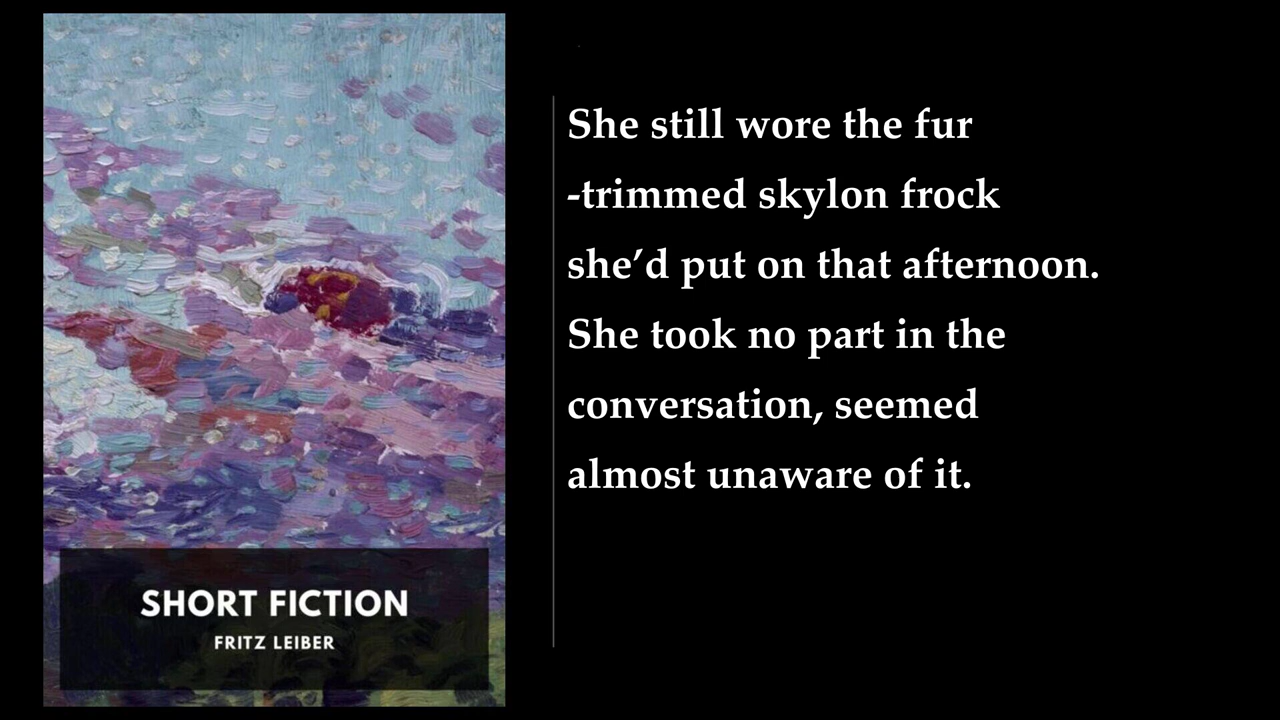 She still wore the fur
-trimmed skylon frock
she’d put on that afternoon.
She took no part in the
conversation, seemed
almost unaware of it.
SHORT FICTION
FRITZ LEIBER